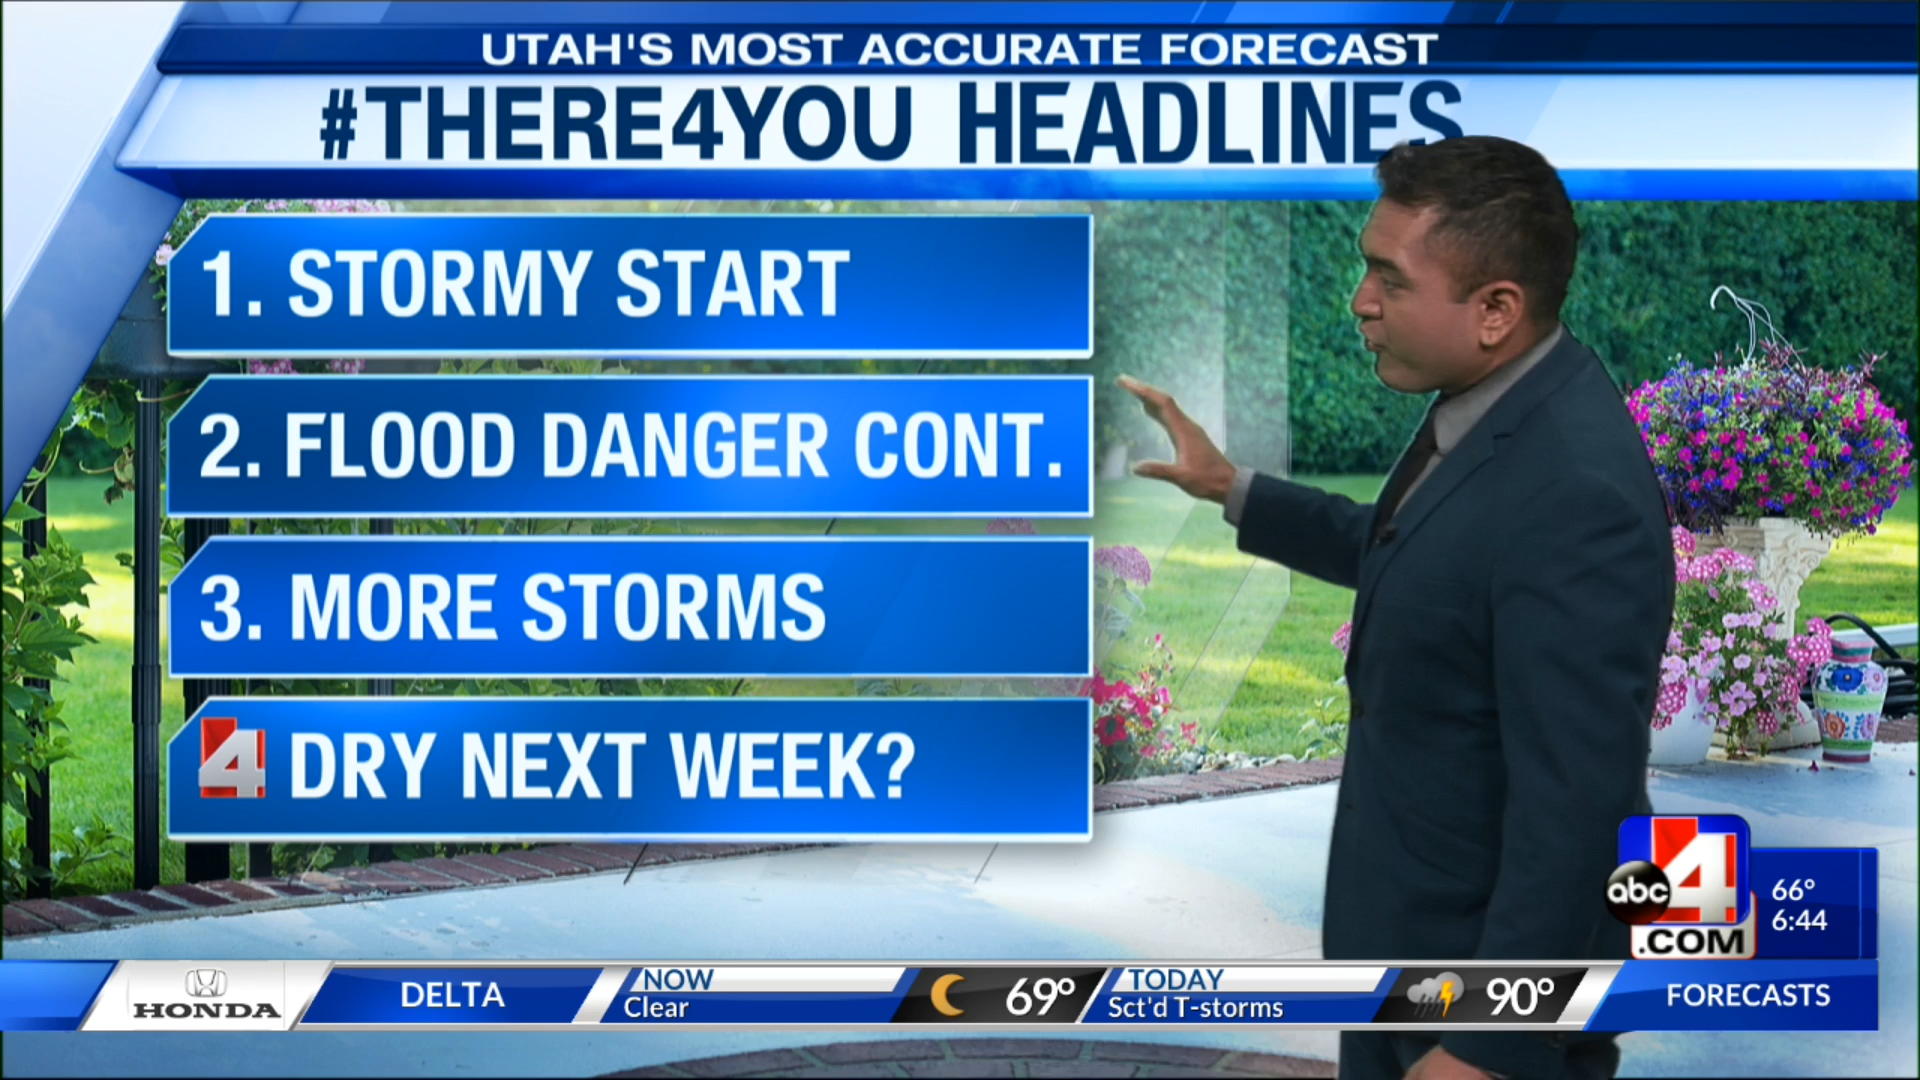 UTAH'S MOST ACCURATE FORECAST
#THERE4YOU HEADLINES
1. STORMY START
2. FLOOD DANGER CONT.
3. MORE STORMS
4 DRY NEXT WEEK?
abc 4
.COM
66°
6:44
HONDA
DELTA
NOW
Clear
69°
TODAY
Sct'd T-storms
90°
FORECASTS